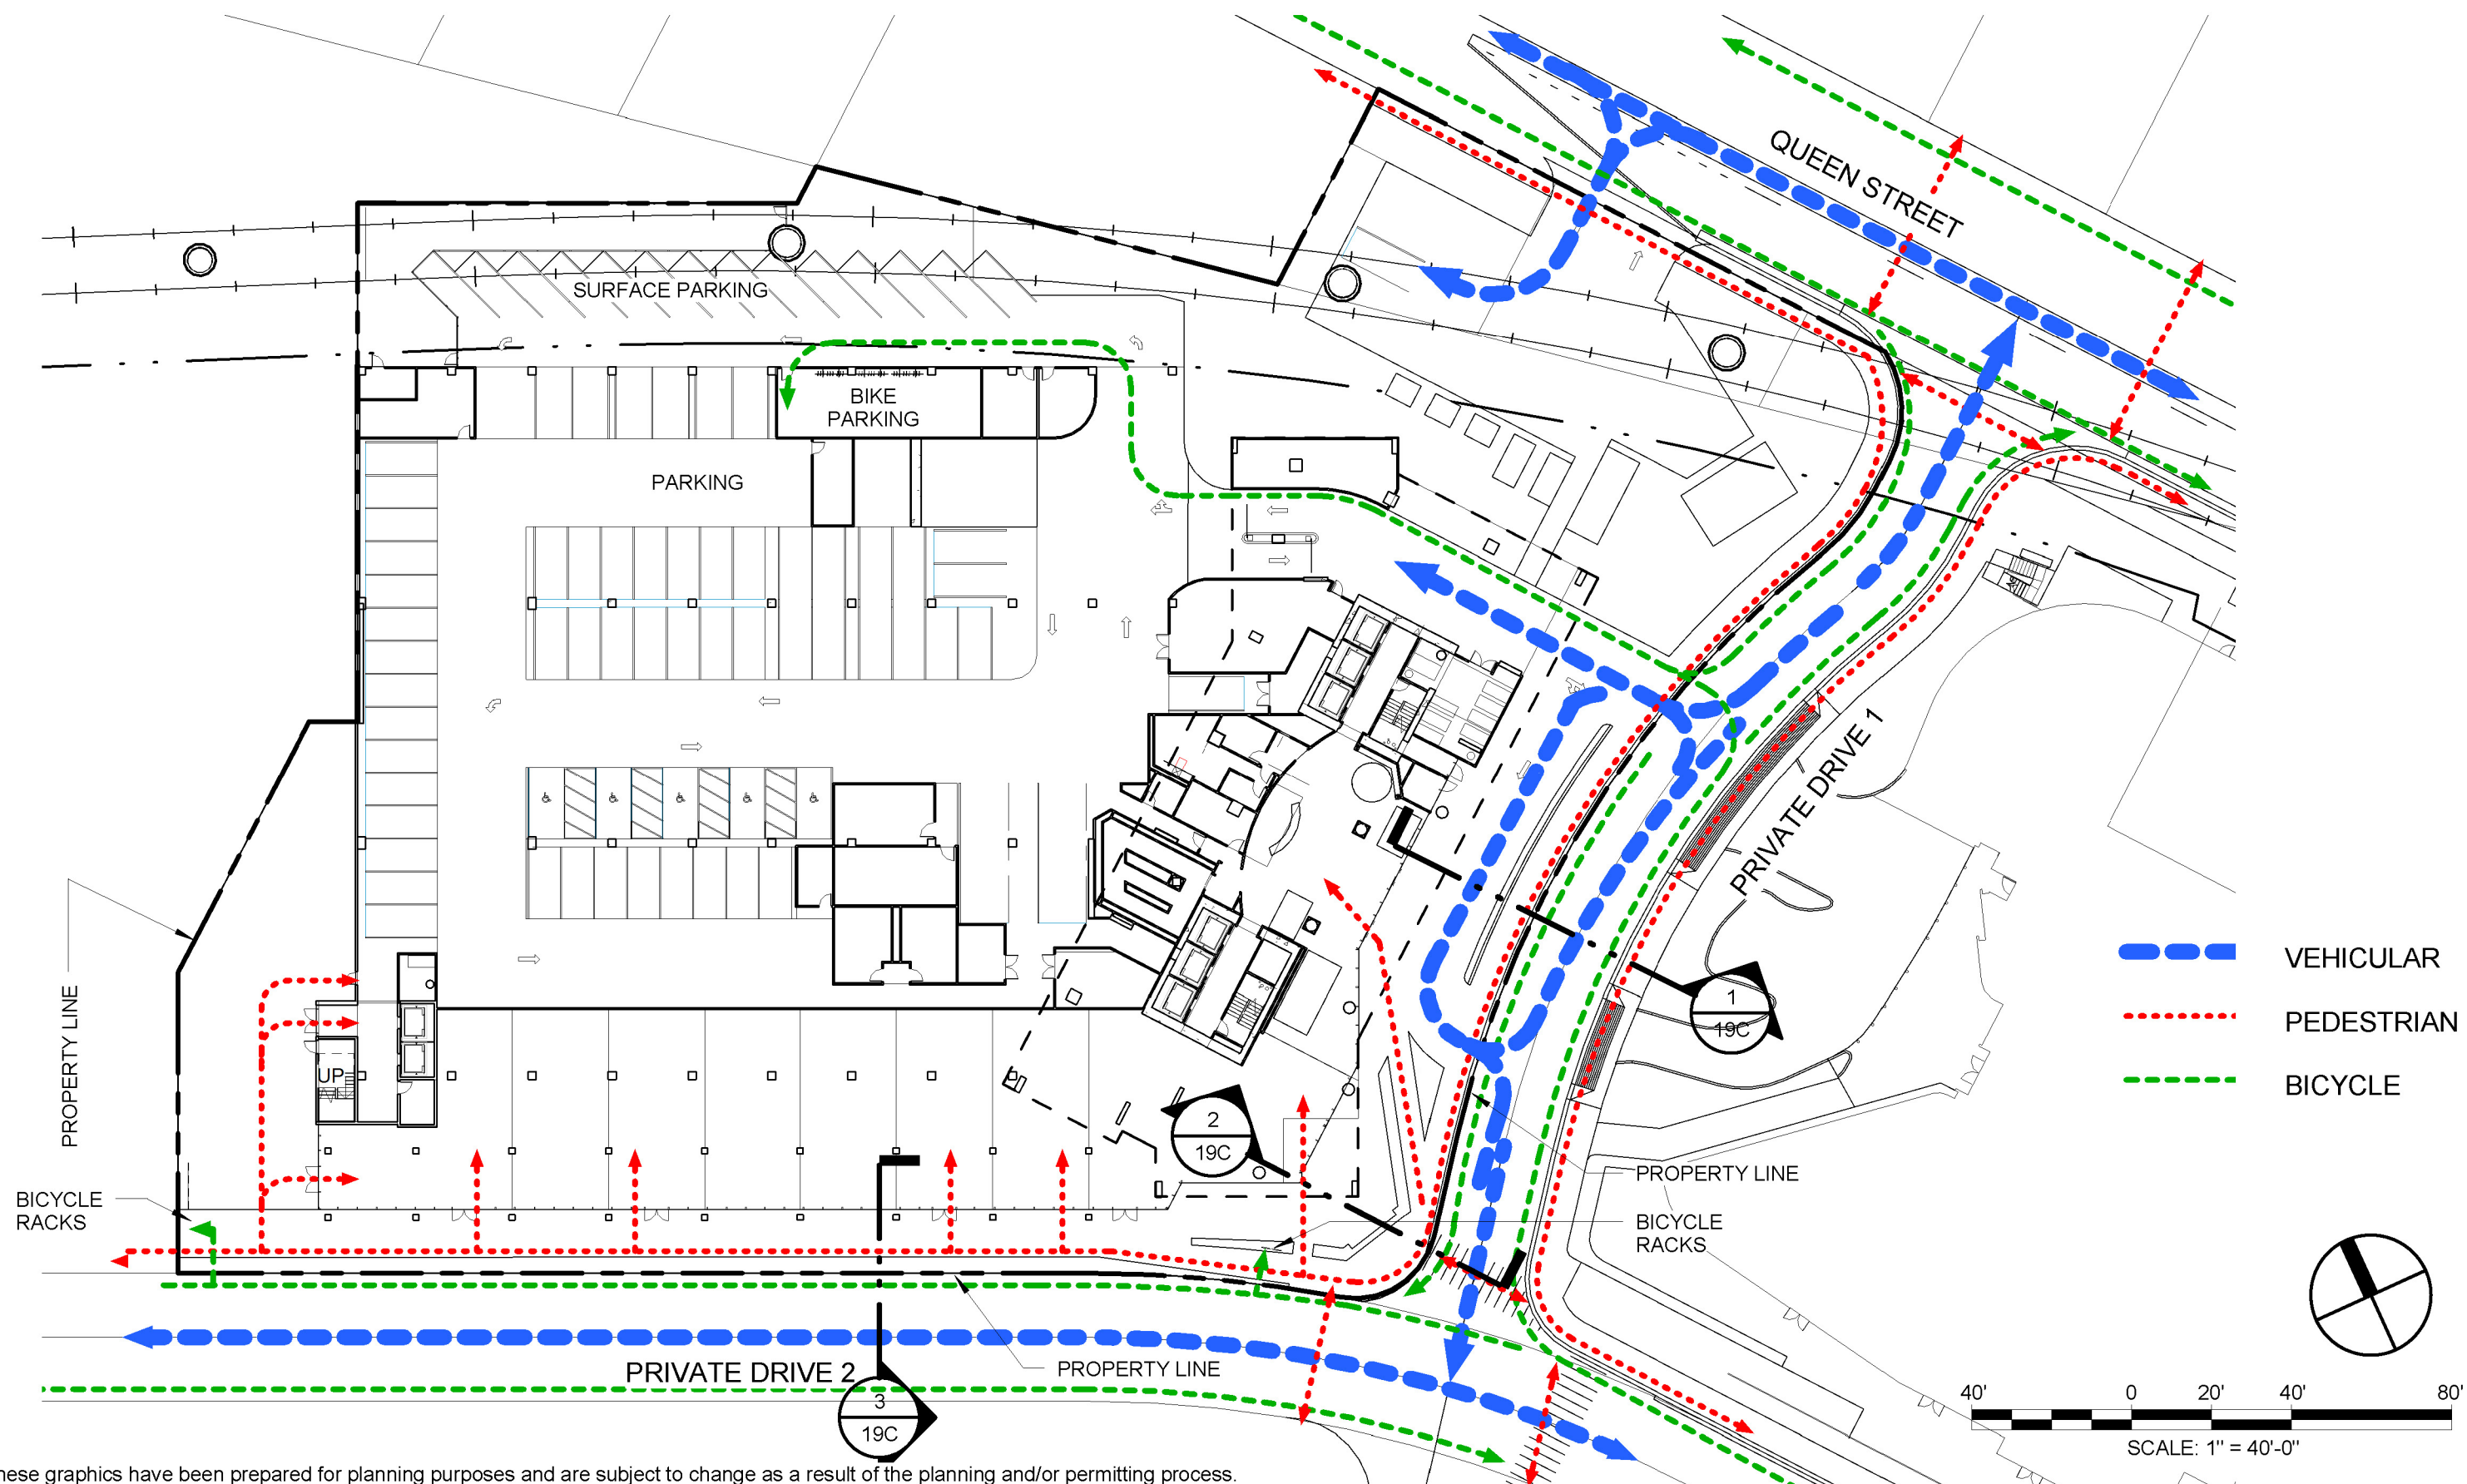 QUEEN STREET
SURFACE PARKING
BIKE
PARKING
PARKING
PRIVATE DRIVE 1
VEHICULAR
PEDESTRIAN
BICYCLE
PROPERTY LINE
1
19C
UP
2
19C
PROPERTY LINE
BICYCLE
RACKS
BICYCLE
RACKS
PROPERTY LINE
PRIVATE DRIVE 2
3
19C
40'
0
20'
40'
80'
SCALE: 1" = 40'-0"
hese graphics have been prepared for planning purposes and are subject to change as a result of the planning and/or permitting process.